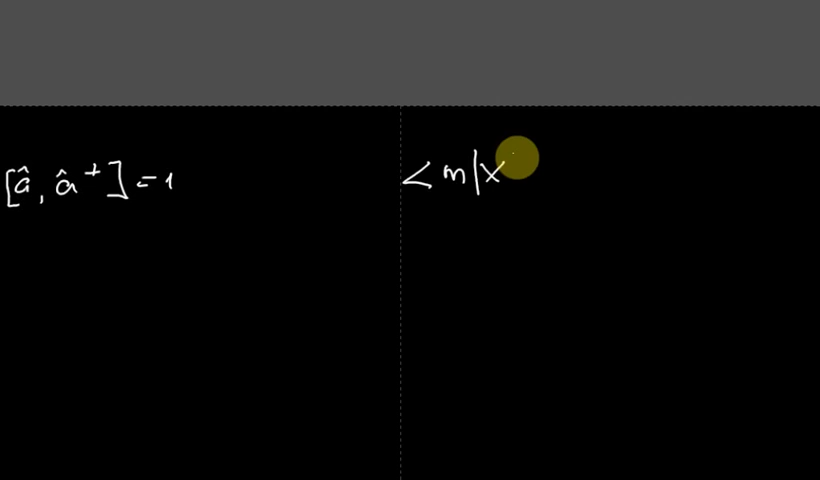 [â, â⁺] = 1
<m|x